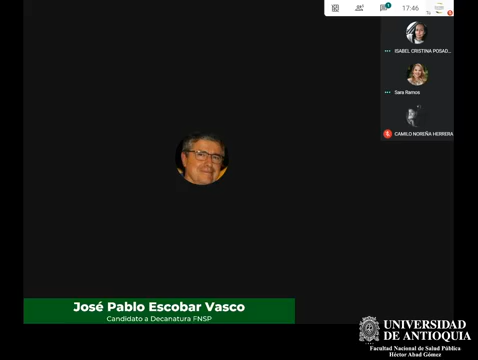 17:46
ISABEL CRISTINA POSAD...
Sara Ramos
CAMILO NOREÑA HERRERA
José Pablo Escobar Vasco
Candidato a Decanatura FNSP
UNIVERSIDAD
DE ANTIOQUIA
Facultad Nacional de Salud Pública
Héctor Abad Gómez